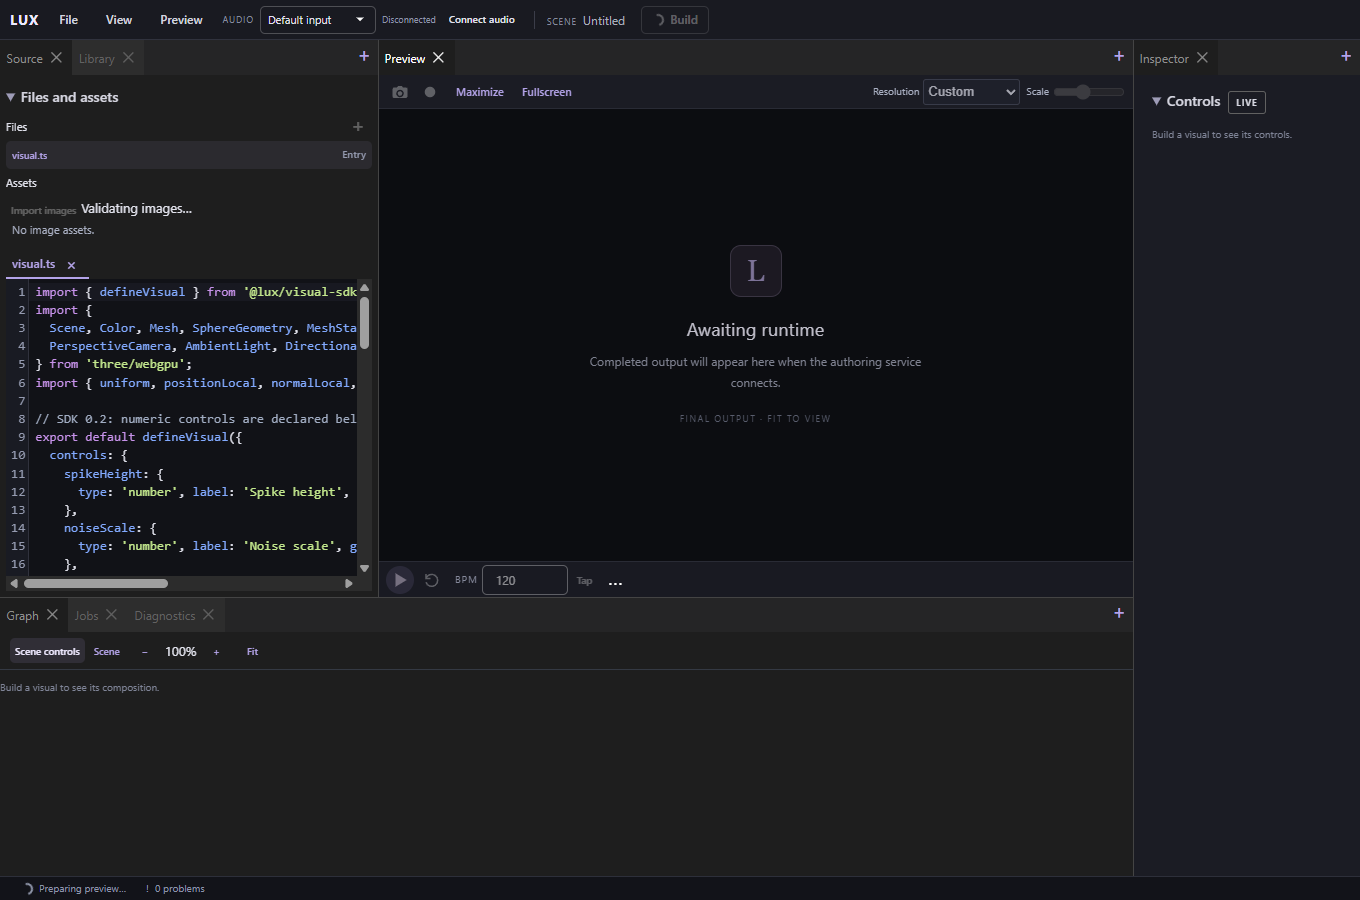 LUX File View Preview AUDIO Default input Disconnected Connect audio SCENE Untitled Build
Source Library +
Files and assets
Files +
visual.ts Entry
Assets
Import images Validating images...
No image assets.
visual.ts ×
1 import { defineVisual } from '@lux/visual-sdk
2 import {
3 Scene, Color, Mesh, SphereGeometry, MeshSta
4 PerspectiveCamera, AmbientLight, Directiona
5 } from 'three/webgpu';
6 import { uniform, positionLocal, normalLocal,
7
8 // SDK 0.2: numeric controls are declared bel
9 export default defineVisual({
10 controls: {
11 spikeHeight: {
12 type: 'number', label: 'Spike height',
13 },
14 noiseScale: {
15 type: 'number', label: 'Noise scale', g
16 },
Preview +
Maximize Fullscreen Resolution Custom Scale
L
Awaiting runtime
Completed output will appear here when the authoring service
connects.
FINAL OUTPUT · FIT TO VIEW
BPM 120 Tap ...
Inspector +
Controls LIVE
Build a visual to see its controls.
Graph Jobs Diagnostics +
Scene controls Scene − 100% + Fit
Build a visual to see its composition.
Preparing preview... ! 0 problems